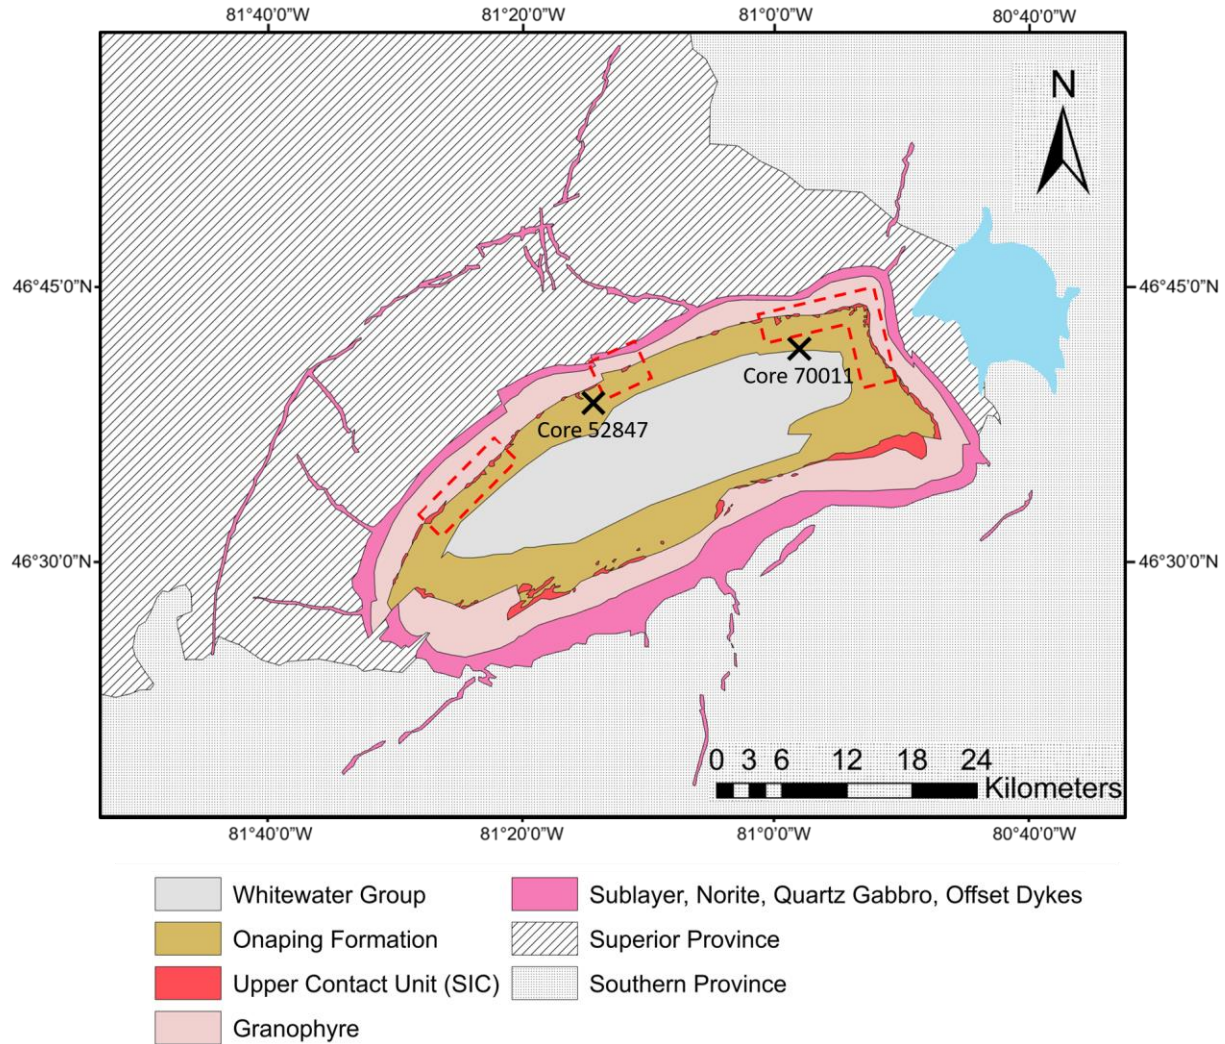 81°40'0"W 81°20'0"W 81°0'0"W 80°40'0"W
N
46°45'0"N 46°45'0"N
Core 70011
Core 52847
46°30'0"N 46°30'0"N
0 3 6 12 18 24
Kilometers
81°40'0"W 81°20'0"W 81°0'0"W 80°40'0"W
Whitewater Group
Onaping Formation
Upper Contact Unit (SIC)
Granophyre
Sublayer, Norite, Quartz Gabbro, Offset Dykes
Superior Province
Southern Province